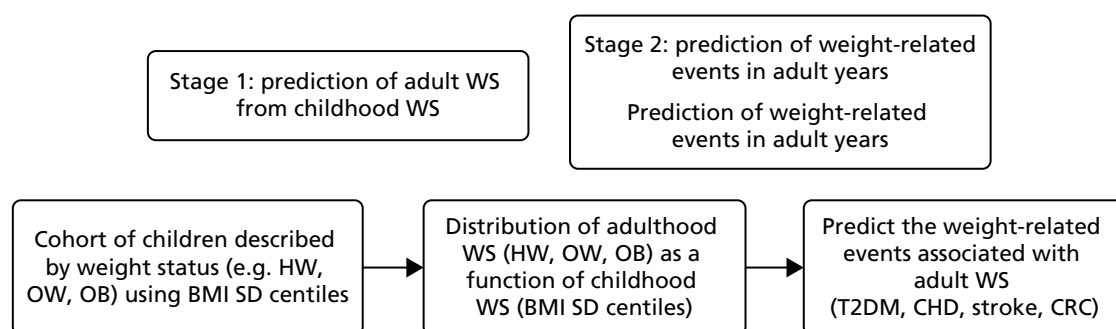 Stage 1: prediction of adult WS
from childhood WS
Stage 2: prediction of weight-related
events in adult years
Prediction of weight-related
events in adult years
Cohort of children described
by weight status (e.g. HW,
OW, OB) using BMI SD centiles
Distribution of adulthood
WS (HW, OW, OB) as a
function of childhood
WS (BMI SD centiles)
Predict the weight-related
events associated with
adult WS
(T2DM, CHD, stroke, CRC)